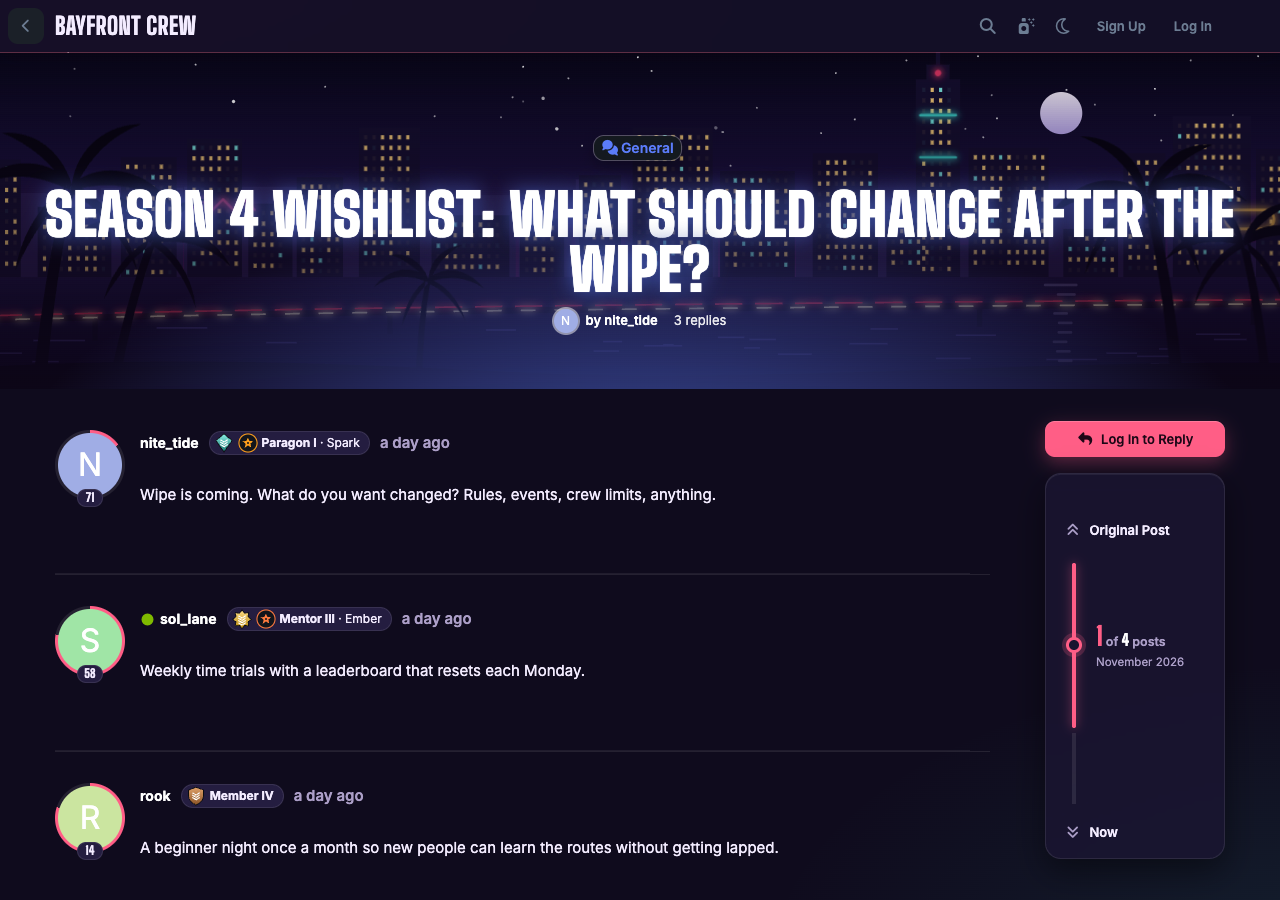 BAYFRONT CREW
Sign Up
Log In
General
SEASON 4 WISHLIST: WHAT SHOULD CHANGE AFTER THE
WIPE?
N by nite_tide 3 replies
N
71
nite_tide Paragon I · Spark a day ago
Wipe is coming. What do you want changed? Rules, events, crew limits, anything.
S
58
sol_lane Mentor III · Ember a day ago
Weekly time trials with a leaderboard that resets each Monday.
R
14
rook Member IV a day ago
A beginner night once a month so new people can learn the routes without getting lapped.
Log In to Reply
Original Post
1 of 4 posts
November 2026
Now